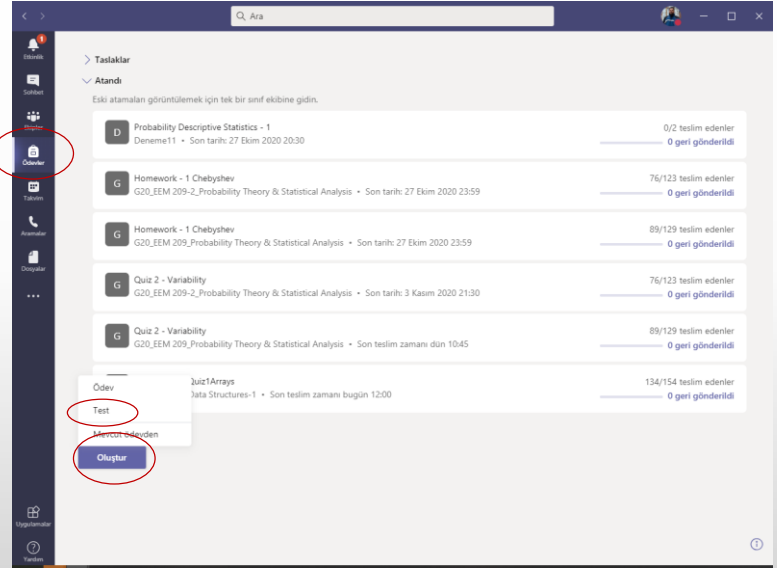 Ara
1
Etkinlik
Sohbet
Ekipler
Ödevler
Takvim
Aramalar
Dosyalar
Uygulamalar
Yardım
Taslaklar
Atandı
Eski atamaları görüntülemek için tek bir sınıf ekibine gidin.
D
Probability Descriptive Statistics - 1
Deneme11 • Son tarih: 27 Ekim 2020 20:30
0/2 teslim edenler
0 geri gönderildi
G
Homework - 1 Chebyshev
G20_EEM 209-2_Probability Theory & Statistical Analysis • Son tarih: 27 Ekim 2020 23:59
76/123 teslim edenler
0 geri gönderildi
G
Homework - 1 Chebyshev
G20_EEM 209_Probability Theory & Statistical Analysis • Son tarih: 27 Ekim 2020 23:59
89/129 teslim edenler
0 geri gönderildi
G
Quiz 2 - Variability
G20_EEM 209-2_Probability Theory & Statistical Analysis • Son tarih: 3 Kasım 2020 21:30
76/123 teslim edenler
0 geri gönderildi
G
Quiz 2 - Variability
G20_EEM 209_Probability Theory & Statistical Analysis • Son teslim zamanı dün 10:45
89/129 teslim edenler
0 geri gönderildi
Quiz1Arrays
Data Structures-1 • Son teslim zamanı bugün 12:00
134/154 teslim edenler
0 geri gönderildi
Ödev
Test
Mevcut ödevden
Oluştur